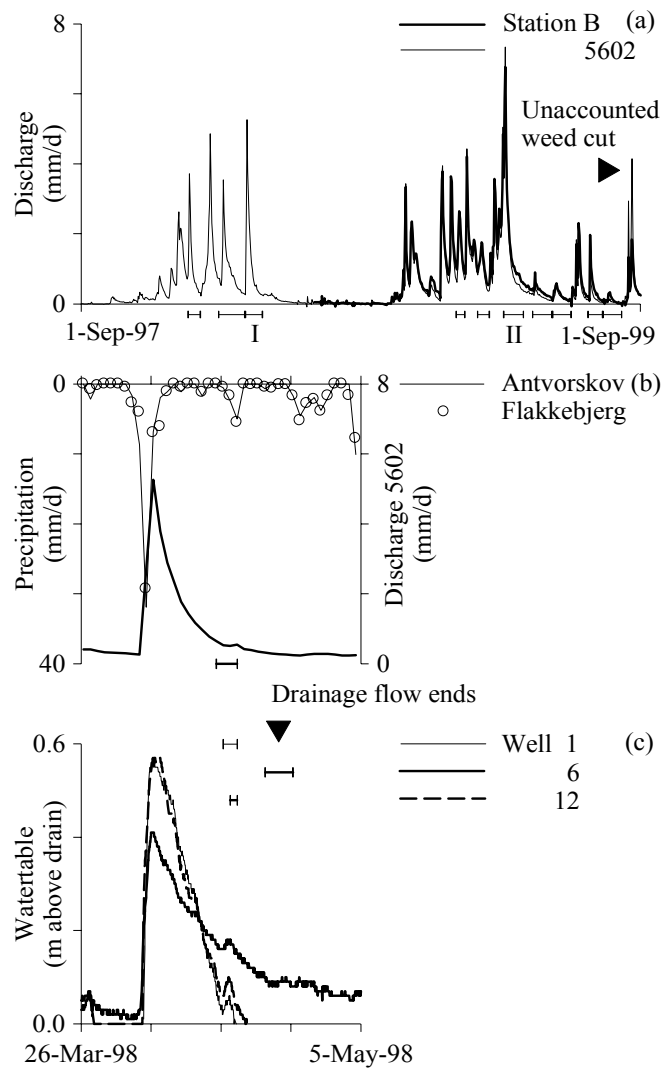 8
Station B (a)
5602
Unaccounted
weed cut
Discharge
(mm/d)
0
1-Sep-97
I
II
1-Sep-99
0
8
Antvorskov (b)
Flakkebjerg
Precipitation
(mm/d)
Discharge 5602
(mm/d)
40
0
Drainage flow ends
0.6
Well 1 (c)
6
12
Watertable
(m above drain)
0.0
26-Mar-98
5-May-98